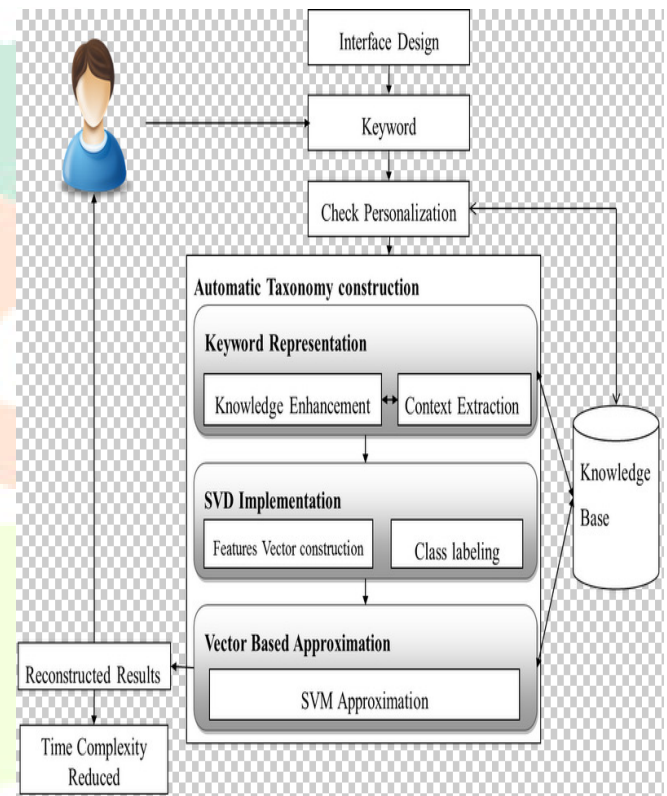 Interface Design
Keyword
Check Personalization
Automatic Taxonomy construction
Keyword Representation
Knowledge Enhancement
Context Extraction
SVD Implementation
Features Vector construction
Class labeling
Vector Based Approximation
SVM Approximation
Knowledge
Base
Reconstructed Results
Time Complexity
Reduced